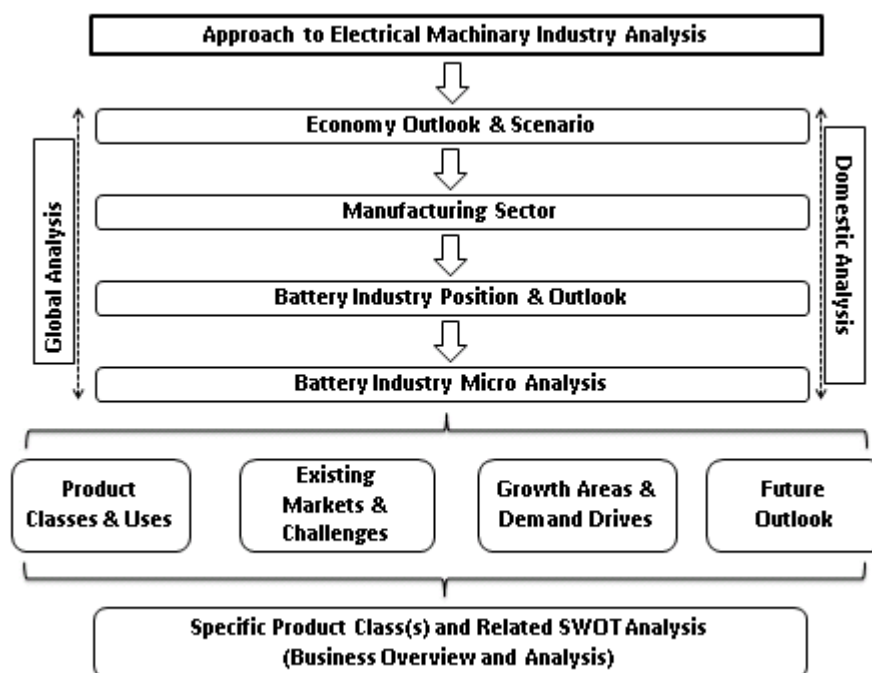 Approach to Electrical Machinary Industry Analysis
Economy Outlook & Scenario
Global Analysis
Domestic Analysis
Manufacturing Sector
Battery Industry Position & Outlook
Battery Industry Micro Analysis
Product
Classes & Uses
Existing
Markets &
Challenges
Growth Areas &
Demand Drives
Future
Outlook
Specific Product Class(s) and Related SWOT Analysis
(Business Overview and Analysis)